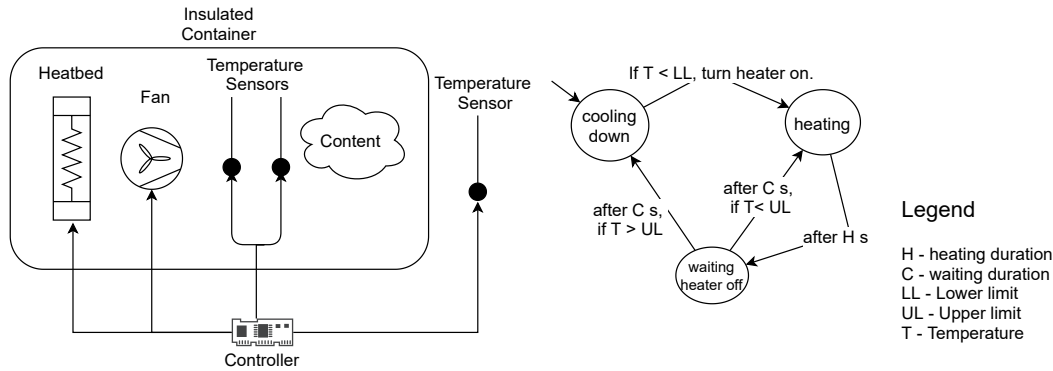 Insulated
Container
Heatbed
Fan
Temperature
Sensors
Content
Temperature
Sensor
Controller
If T < LL, turn heater on.
cooling
down
heating
after C s,
if T > UL
after C s,
if T< UL
after H s
waiting
heater off
Legend
H - heating duration
C - waiting duration
LL - Lower limit
UL - Upper limit
T - Temperature